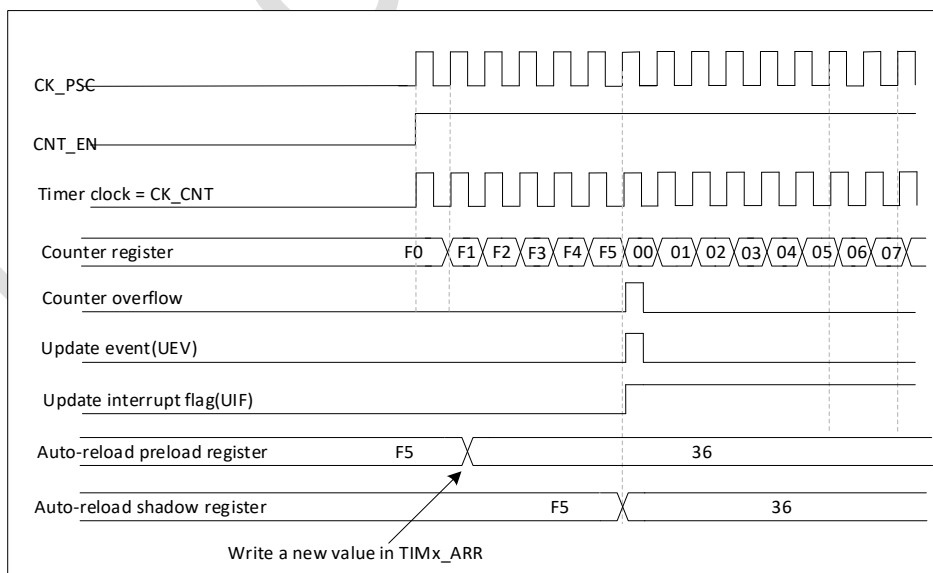 CK_PSC
CNT_EN
Timer clock = CK_CNT
Counter register F0 F1 F2 F3 F4 F5 00 01 02 03 04 05 06 07
Counter overflow
Update event(UEV)
Update interrupt flag(UIF)
Auto-reload preload register F5 36
Auto-reload shadow register F5 36
Write a new value in TIMx_ARR